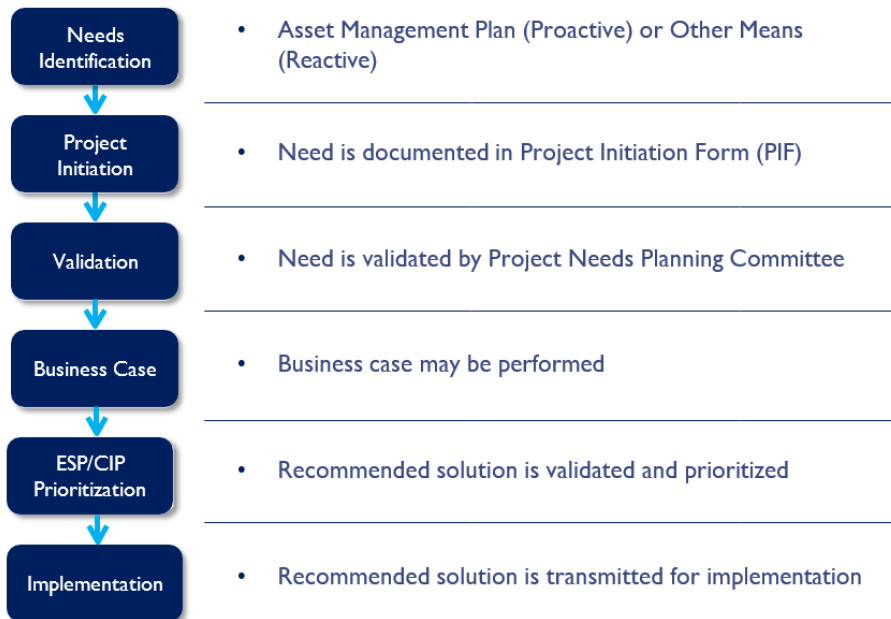 Needs
Identification
• Asset Management Plan (Proactive) or Other Means
(Reactive)
Project
Initiation
• Need is documented in Project Initiation Form (PIF)
Validation
• Need is validated by Project Needs Planning Committee
Business Case
• Business case may be performed
ESP/CIP
Prioritization
• Recommended solution is validated and prioritized
Implementation
• Recommended solution is transmitted for implementation